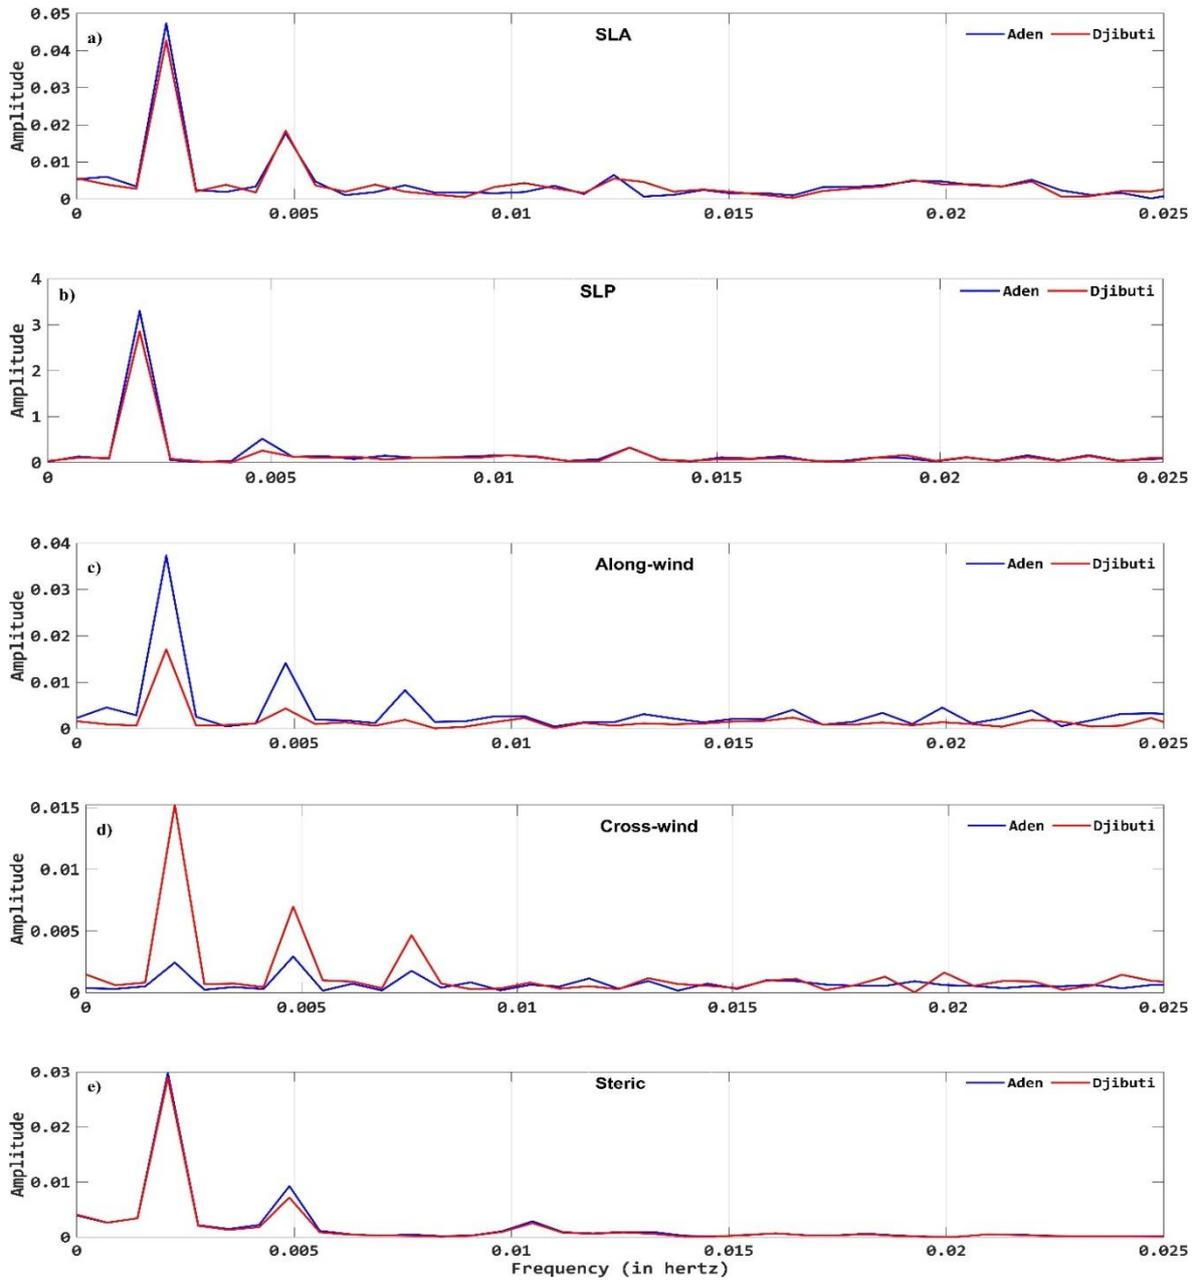 a) SLA Aden Djibuti
Amplitude
0.05
0.04
0.03
0.02
0.01
0
0 0.005 0.01 0.015 0.02 0.025
b) SLP Aden Djibuti
Amplitude
4
3
2
1
0
0 0.005 0.01 0.015 0.02 0.025
c) Along-wind Aden Djibuti
Amplitude
0.04
0.03
0.02
0.01
0
0 0.005 0.01 0.015 0.02 0.025
d) Cross-wind Aden Djibuti
Amplitude
0.015
0.01
0.005
0
0 0.005 0.01 0.015 0.02 0.025
e) Steric Aden Djibuti
Amplitude
0.03
0.02
0.01
0
0 0.005 0.01 0.015 0.02 0.025
Frequency (in hertz)